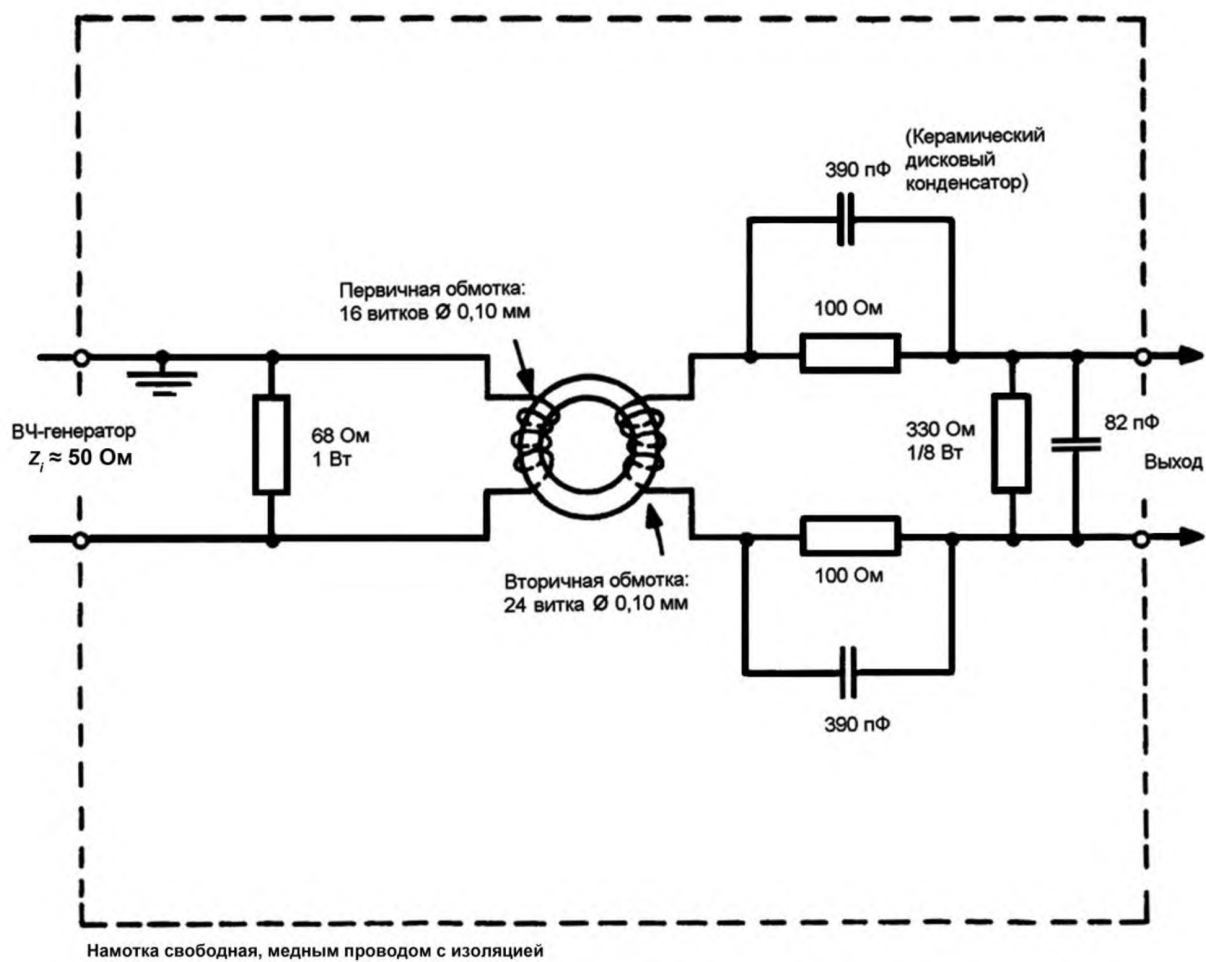 (Керамический
дисковый
конденсатор)
390 пФ
Первичная обмотка:
16 витков Ø 0,10 мм
100 Ом
ВЧ-генератор
Zi ≈ 50 Ом
68 Ом
1 Вт
330 Ом
1/8 Вт
82 пФ
Выход
Вторичная обмотка:
24 витка Ø 0,10 мм
100 Ом
390 пФ
Намотка свободная, медным проводом с изоляцией